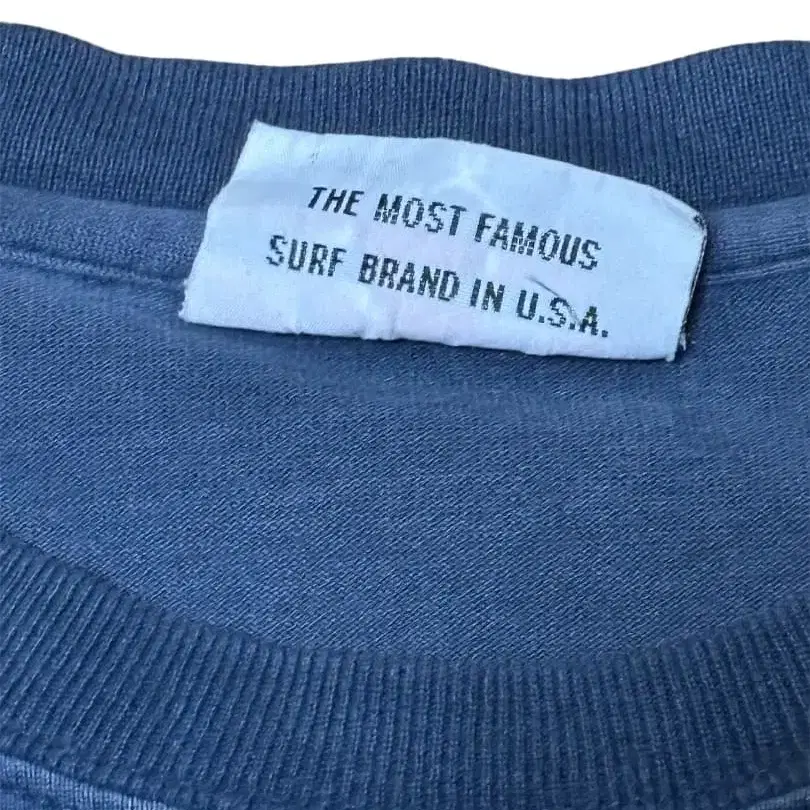 THE MOST FAMOUS
SURF BRAND IN U.S.A.